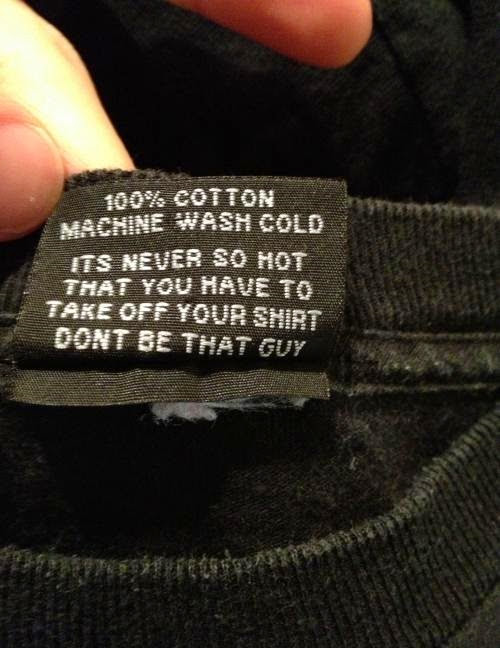 100% COTTON
MACHINE WASH COLD
ITS NEVER SO HOT
THAT YOU HAVE TO
TAKE OFF YOUR SHIRT
DONT BE THAT GUY